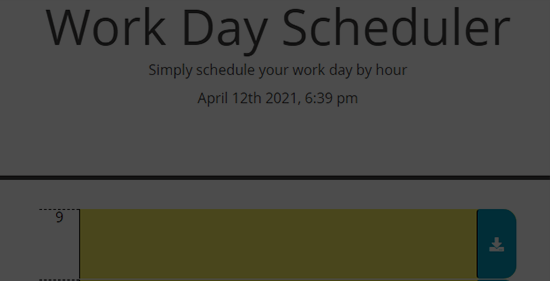 Work Day Scheduler
Simply schedule your work day by hour
April 12th 2021, 6:39 pm
9